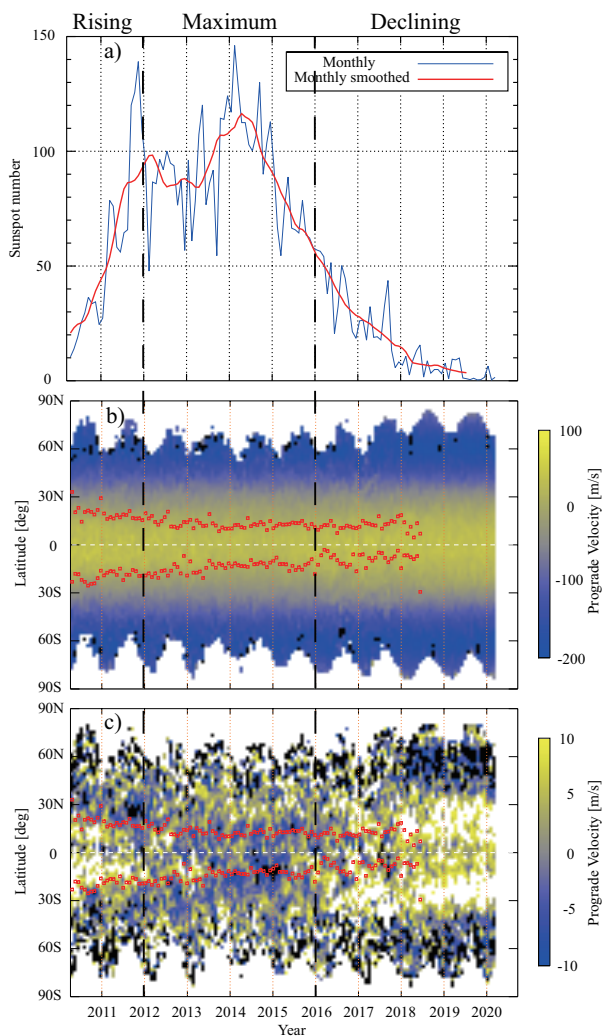 Rising Maximum Declining
a)
Monthly
Monthly smoothed
150
100
50
0
Sunspot number
b)
90N
60N
30N
0
30S
60S
90S
Latitude [deg]
100
0
-100
-200
Prograde Velocity [m/s]
c)
90N
60N
30N
0
30S
60S
90S
Latitude [deg]
10
5
0
-5
-10
Prograde Velocity [m/s]
2011 2012 2013 2014 2015 2016 2017 2018 2019 2020
Year